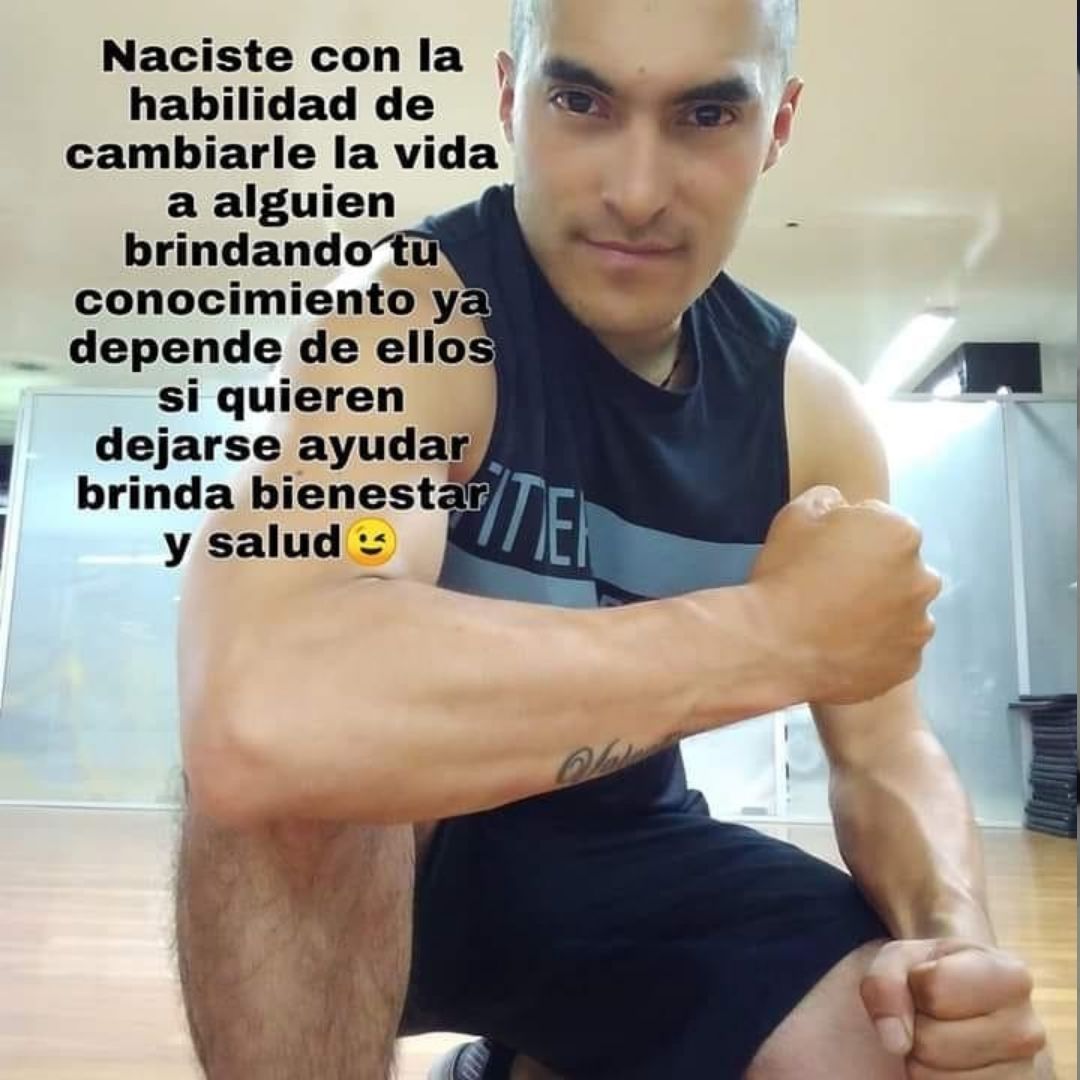 Naciste con la
habilidad de
cambiarle la vida
a alguien
brindando tu
conocimiento ya
depende de ellos
si quieren
dejarse ayudar
brinda bienestar
y salud😉